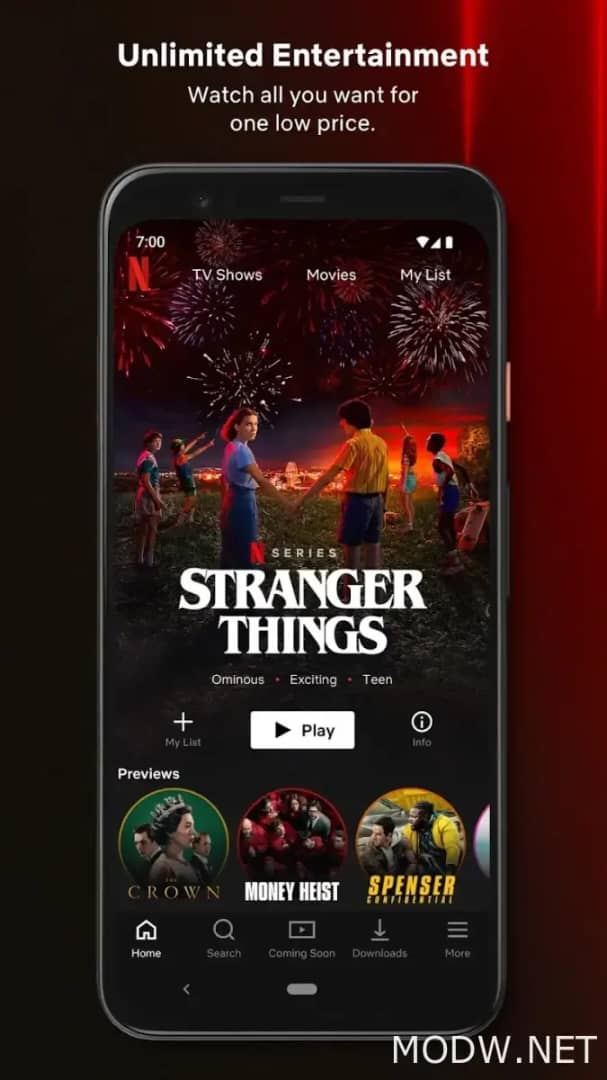 Unlimited Entertainment
Watch all you want for
one low price.
7:00
N TV Shows Movies My List
N SERIES
STRANGER
THINGS
Ominous • Exciting • Teen
My List Play Info
Previews
THE CROWN MONEY HEIST SPENSER CONFIDENTIAL
Home Search Coming Soon Downloads More
MODW.NET